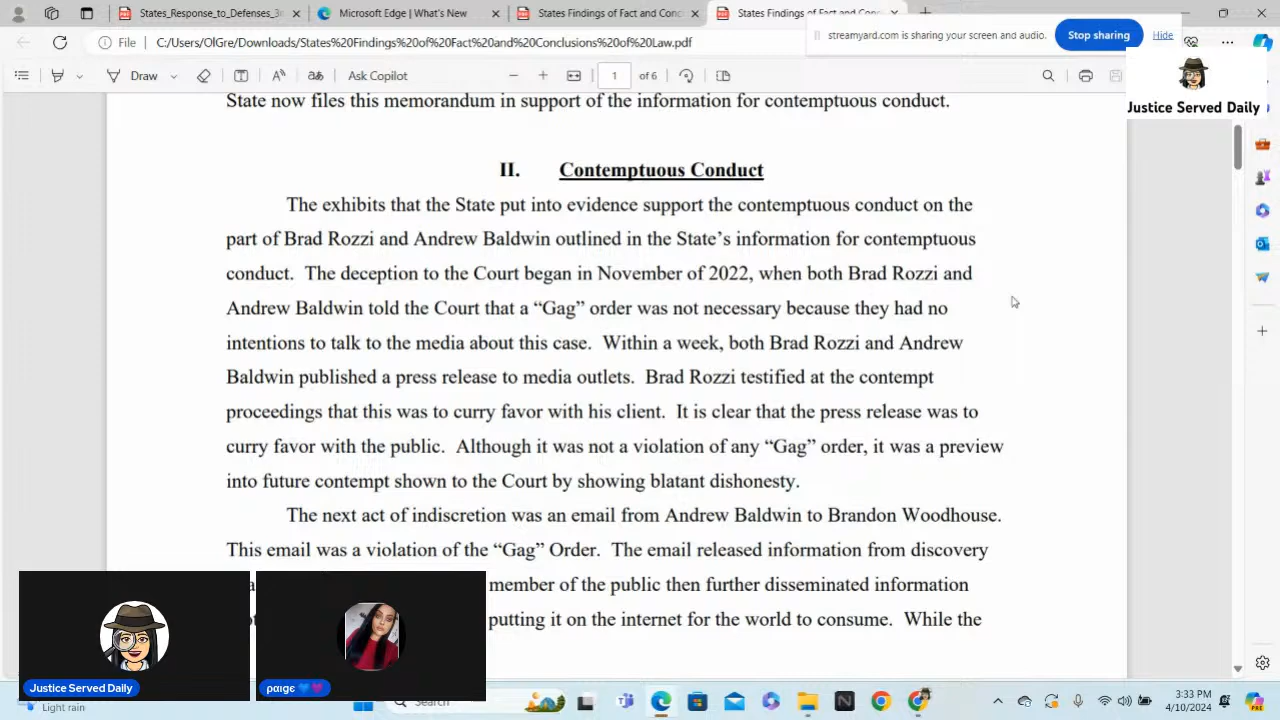 States_Response_to_Defension_3
Microsoft Edge | What's New
States Findings of Fact and Conc
States Findings of Fact and Conc
streamyard.com is sharing your screen and audio.
Stop sharing
Hide
File
C:/Users/OlGre/Downloads/States%20Findings%20of%20Fact%20and%20Conclusions%20of%20Law.pdf
Draw
Ask Copilot
1 of 6
Justice Served Daily
State now files this memorandum in support of the information for contemptuous conduct.
II. Contemptuous Conduct
The exhibits that the State put into evidence support the contemptuous conduct on the
part of Brad Rozzi and Andrew Baldwin outlined in the State's information for contemptuous
conduct. The deception to the Court began in November of 2022, when both Brad Rozzi and
Andrew Baldwin told the Court that a “Gag” order was not necessary because they had no
intentions to talk to the media about this case. Within a week, both Brad Rozzi and Andrew
Baldwin published a press release to media outlets. Brad Rozzi testified at the contempt
proceedings that this was to curry favor with his client. It is clear that the press release was to
curry favor with the public. Although it was not a violation of any “Gag” order, it was a preview
into future contempt shown to the Court by showing blatant dishonesty.
The next act of indiscretion was an email from Andrew Baldwin to Brandon Woodhouse.
This email was a violation of the “Gag” Order. The email released information from discovery
member of the public then further disseminated information
putting it on the internet for the world to consume. While the
Justice Served Daily
ραιgє 💙💜
Light rain
Search
3:33 PM
4/10/2024